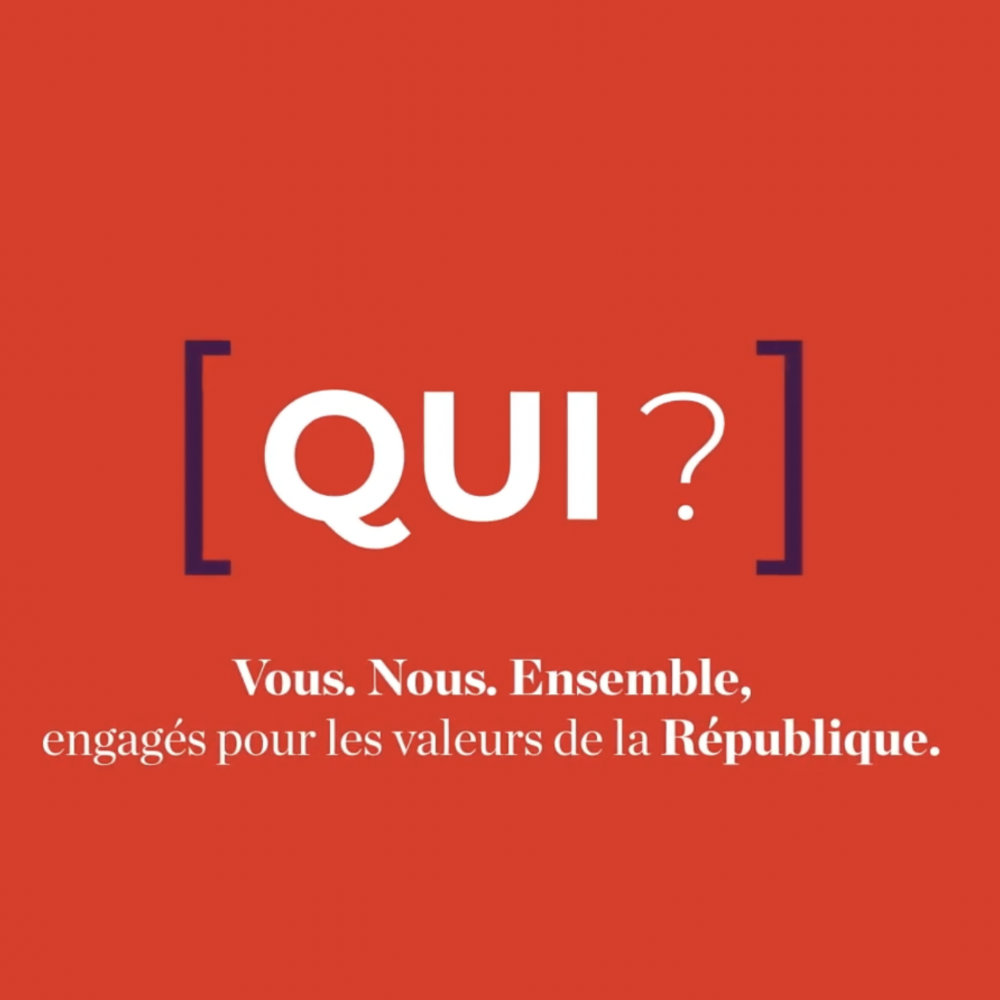 [QUI ?]
Vous. Nous. Ensemble,
engagés pour les valeurs de la République.